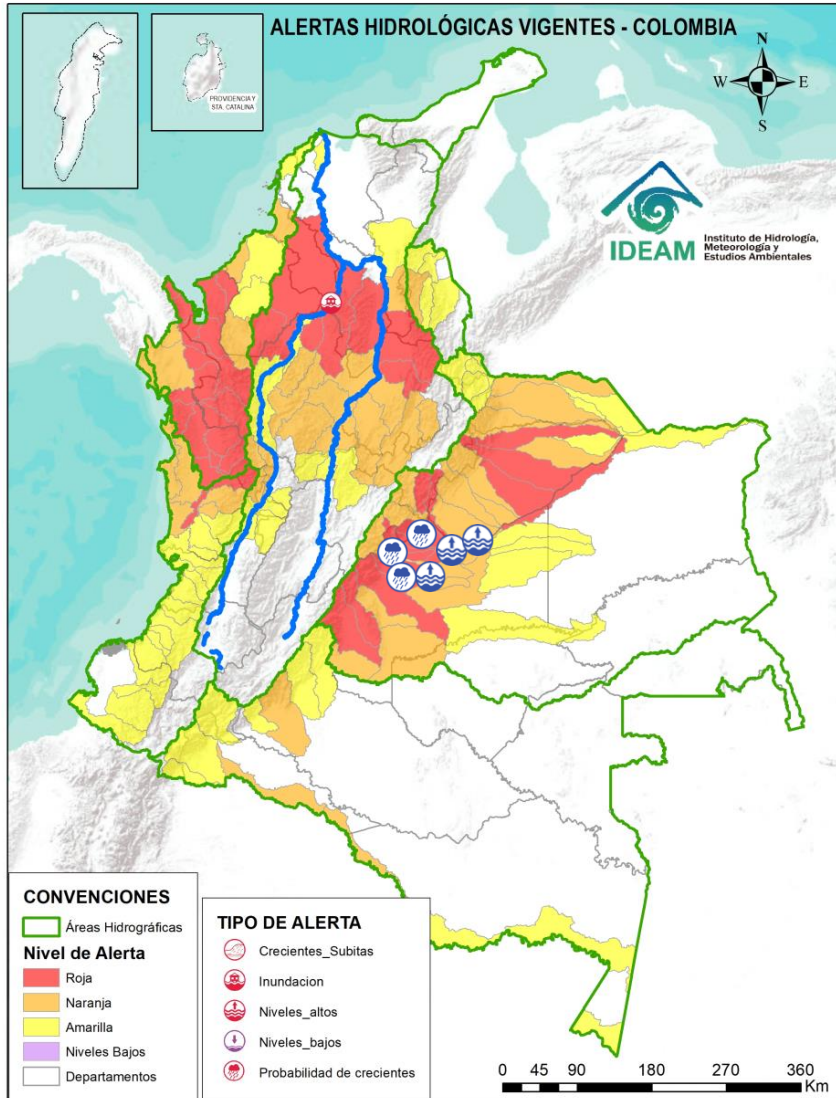 ALERTAS HIDROLÓGICAS VIGENTES - COLOMBIA
PROVIDENCIA Y
STA. CATALINA
N
W
E
S
IDEAM
Instituto de Hidrología,
Meteorología y
Estudios Ambientales
CONVENCIONES
Áreas Hidrográficas
Nivel de Alerta
Roja
Naranja
Amarilla
Niveles Bajos
Departamentos
TIPO DE ALERTA
Crecientes_Subitas
Inundacion
Niveles_altos
Niveles_bajos
Probabilidad de crecientes
0 45 90 180 270 360
Km